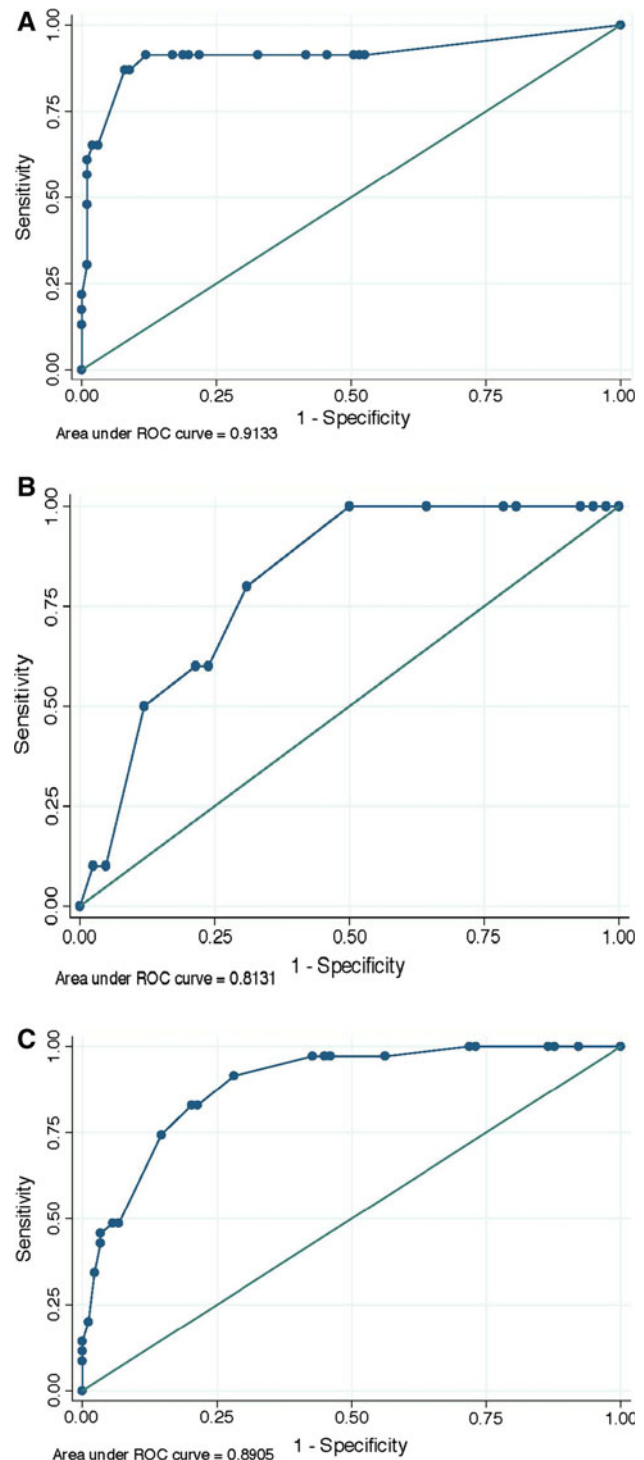 A
Sensitivity
1.00
0.75
0.50
0.25
0.00
0.00 0.25 0.50 0.75 1.00
1 - Specificity
Area under ROC curve = 0.9133
B
Sensitivity
1.00
0.75
0.50
0.25
0.00
0.00 0.25 0.50 0.75 1.00
1 - Specificity
Area under ROC curve = 0.8131
C
Sensitivity
1.00
0.75
0.50
0.25
0.00
0.00 0.25 0.50 0.75 1.00
1 - Specificity
Area under ROC curve = 0.8905